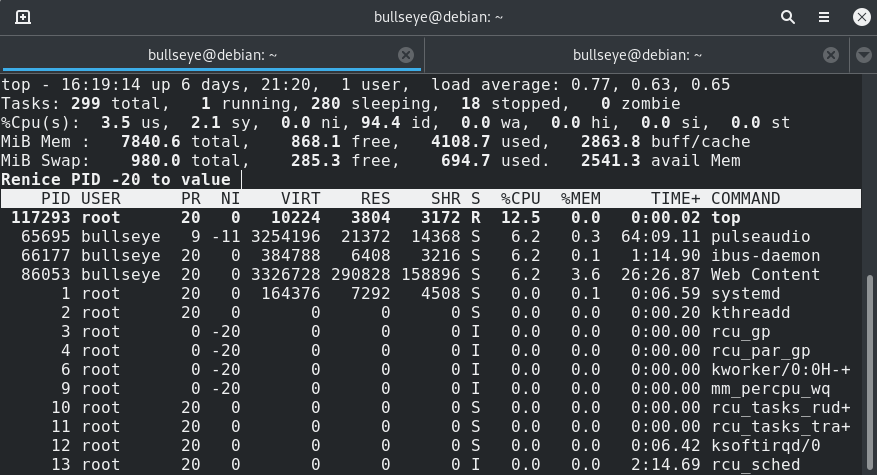 bullseye@debian: ~
bullseye@debian: ~ bullseye@debian: ~
top - 16:19:14 up 6 days, 21:20,  1 user,  load average: 0.77, 0.63, 0.65
Tasks: 299 total,   1 running, 280 sleeping,  18 stopped,   0 zombie
%Cpu(s):  3.5 us,  2.1 sy,  0.0 ni, 94.4 id,  0.0 wa,  0.0 hi,  0.0 si,  0.0 st
MiB Mem :   7840.6 total,    868.1 free,   4108.7 used,   2863.8 buff/cache
MiB Swap:    980.0 total,    285.3 free,    694.7 used.   2541.3 avail Mem
Renice PID -20 to value
    PID USER      PR  NI    VIRT    RES    SHR S  %CPU  %MEM     TIME+ COMMAND
 117293 root      20   0   10224   3804   3172 R  12.5   0.0   0:00.02 top
  65695 bullseye   9 -11 3254196  21372  14368 S   6.2   0.3  64:09.11 pulseaudio
  66177 bullseye  20   0  384788   6408   3216 S   6.2   0.1   1:14.90 ibus-daemon
  86053 bullseye  20   0 3326728 290828 158896 S   6.2   3.6  26:26.87 Web Content
      1 root      20   0  164376   7292   4508 S   0.0   0.1   0:06.59 systemd
      2 root      20   0       0      0      0 S   0.0   0.0   0:00.20 kthreadd
      3 root       0 -20       0      0      0 I   0.0   0.0   0:00.00 rcu_gp
      4 root       0 -20       0      0      0 I   0.0   0.0   0:00.00 rcu_par_gp
      6 root       0 -20       0      0      0 I   0.0   0.0   0:00.00 kworker/0:0H-+
      9 root       0 -20       0      0      0 I   0.0   0.0   0:00.00 mm_percpu_wq
     10 root      20   0       0      0      0 S   0.0   0.0   0:00.00 rcu_tasks_rud+
     11 root      20   0       0      0      0 S   0.0   0.0   0:00.00 rcu_tasks_tra+
     12 root      20   0       0      0      0 S   0.0   0.0   0:06.42 ksoftirqd/0
     13 root      20   0       0      0      0 I   0.0   0.0   2:14.69 rcu_sched